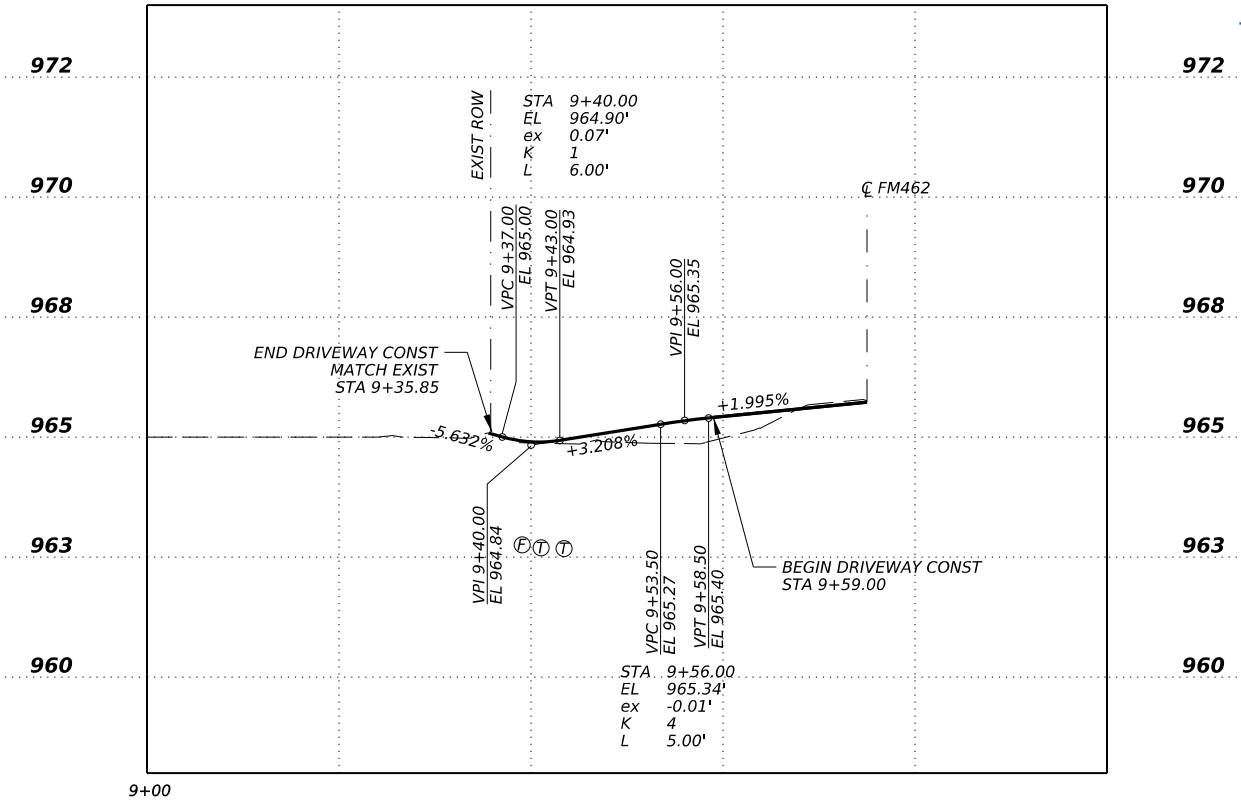 972
972
EXIST ROW
STA 9+40.00
EL 964.90'
ex 0.07'
K 1
L 6.00'
970
℄ FM462
970
VPC 9+37.00
EL 965.00
VPT 9+43.00
EL 964.93
VPI 9+56.00
EL 965.35
968
968
END DRIVEWAY CONST
MATCH EXIST
STA 9+35.85
965
-5.632%
+3.208%
+1.995%
965
VPI 9+40.00
EL 964.84
F T T
963
963
VPC 9+53.50
EL 965.27
VPT 9+58.50
EL 965.40
BEGIN DRIVEWAY CONST
STA 9+59.00
960
960
STA 9+56.00
EL 965.34'
ex -0.01'
K 4
L 5.00'
9+00